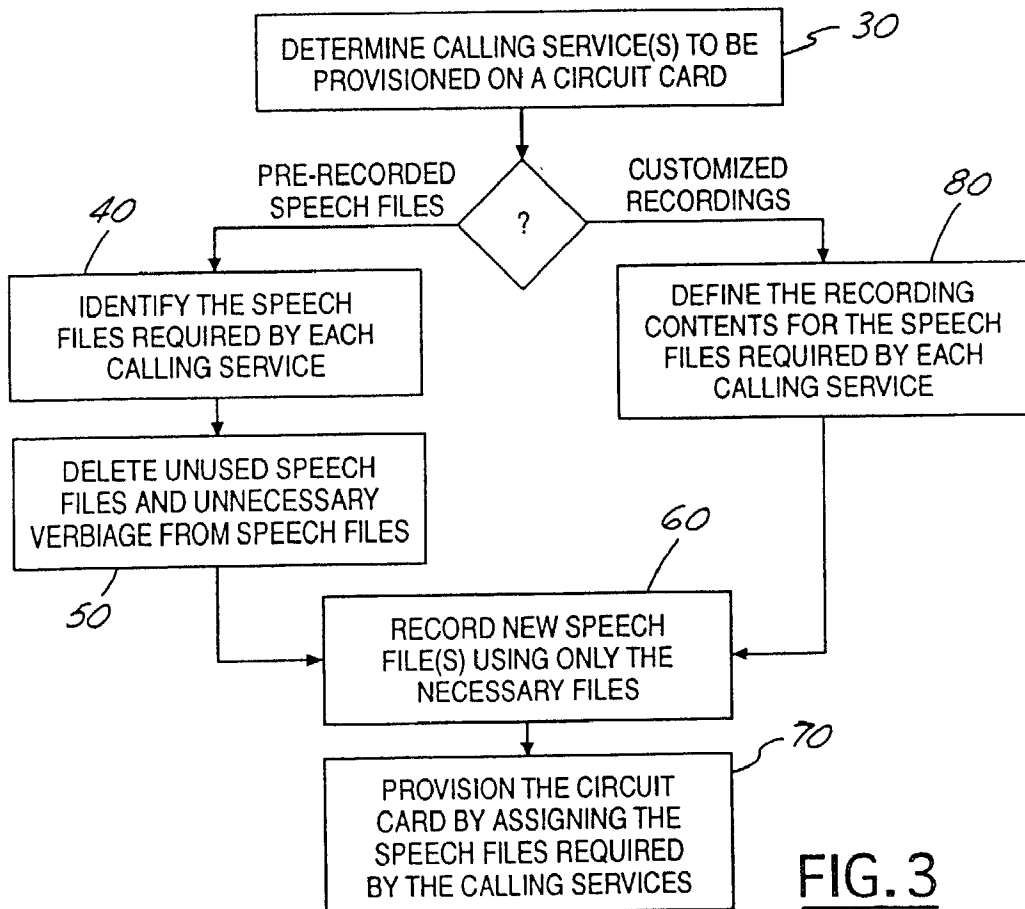 30
DETERMINE CALLING SERVICE(S) TO BE
PROVISIONED ON A CIRCUIT CARD
PRE-RECORDED
SPEECH FILES
?
CUSTOMIZED
RECORDINGS
40
80
IDENTIFY THE SPEECH
FILES REQUIRED BY EACH
CALLING SERVICE
DEFINE THE RECORDING
CONTENTS FOR THE SPEECH
FILES REQUIRED BY EACH
CALLING SERVICE
DELETE UNUSED SPEECH
FILES AND UNNECESSARY
VERBIAGE FROM SPEECH FILES
50
60
RECORD NEW SPEECH
FILE(S) USING ONLY THE
NECESSARY FILES
70
PROVISION THE CIRCUIT
CARD BY ASSIGNING THE
SPEECH FILES REQUIRED
BY THE CALLING SERVICES
FIG. 3